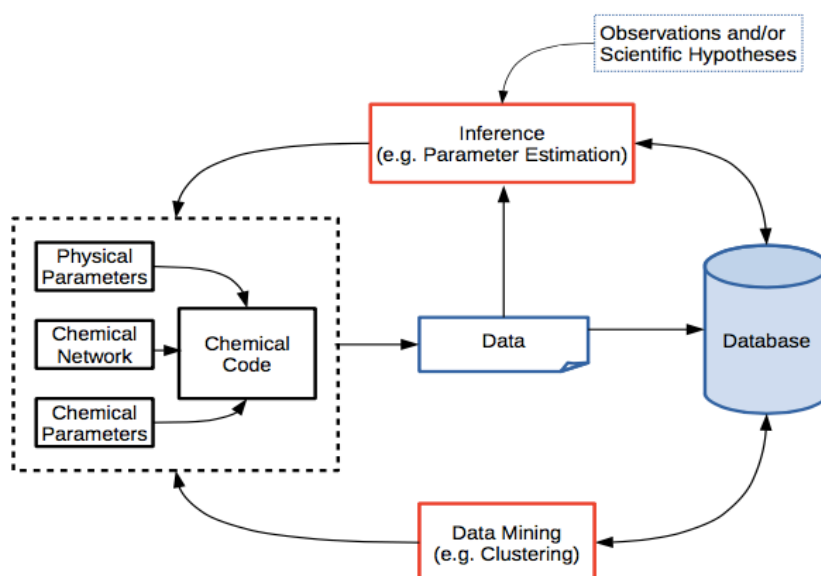 Observations and/or
Scientific Hypotheses
Inference
(e.g. Parameter Estimation)
Physical
Parameters
Chemical
Network
Chemical
Parameters
Chemical
Code
Data
Database
Data Mining
(e.g. Clustering)